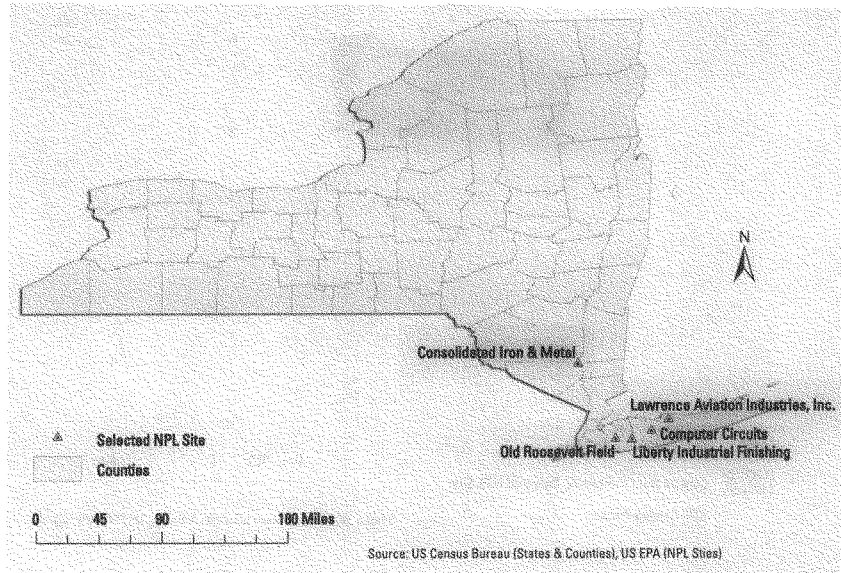 N
Consolidated Iron & Metal
Lawrence Aviation Industries, Inc.
Computer Circuits
Old Roosevelt Field
Liberty Industrial Finishing
Selected NPL Site
Counties
0 45 90 180 Miles
Source: US Census Bureau (States & Counties), US EPA (NPL Sties)